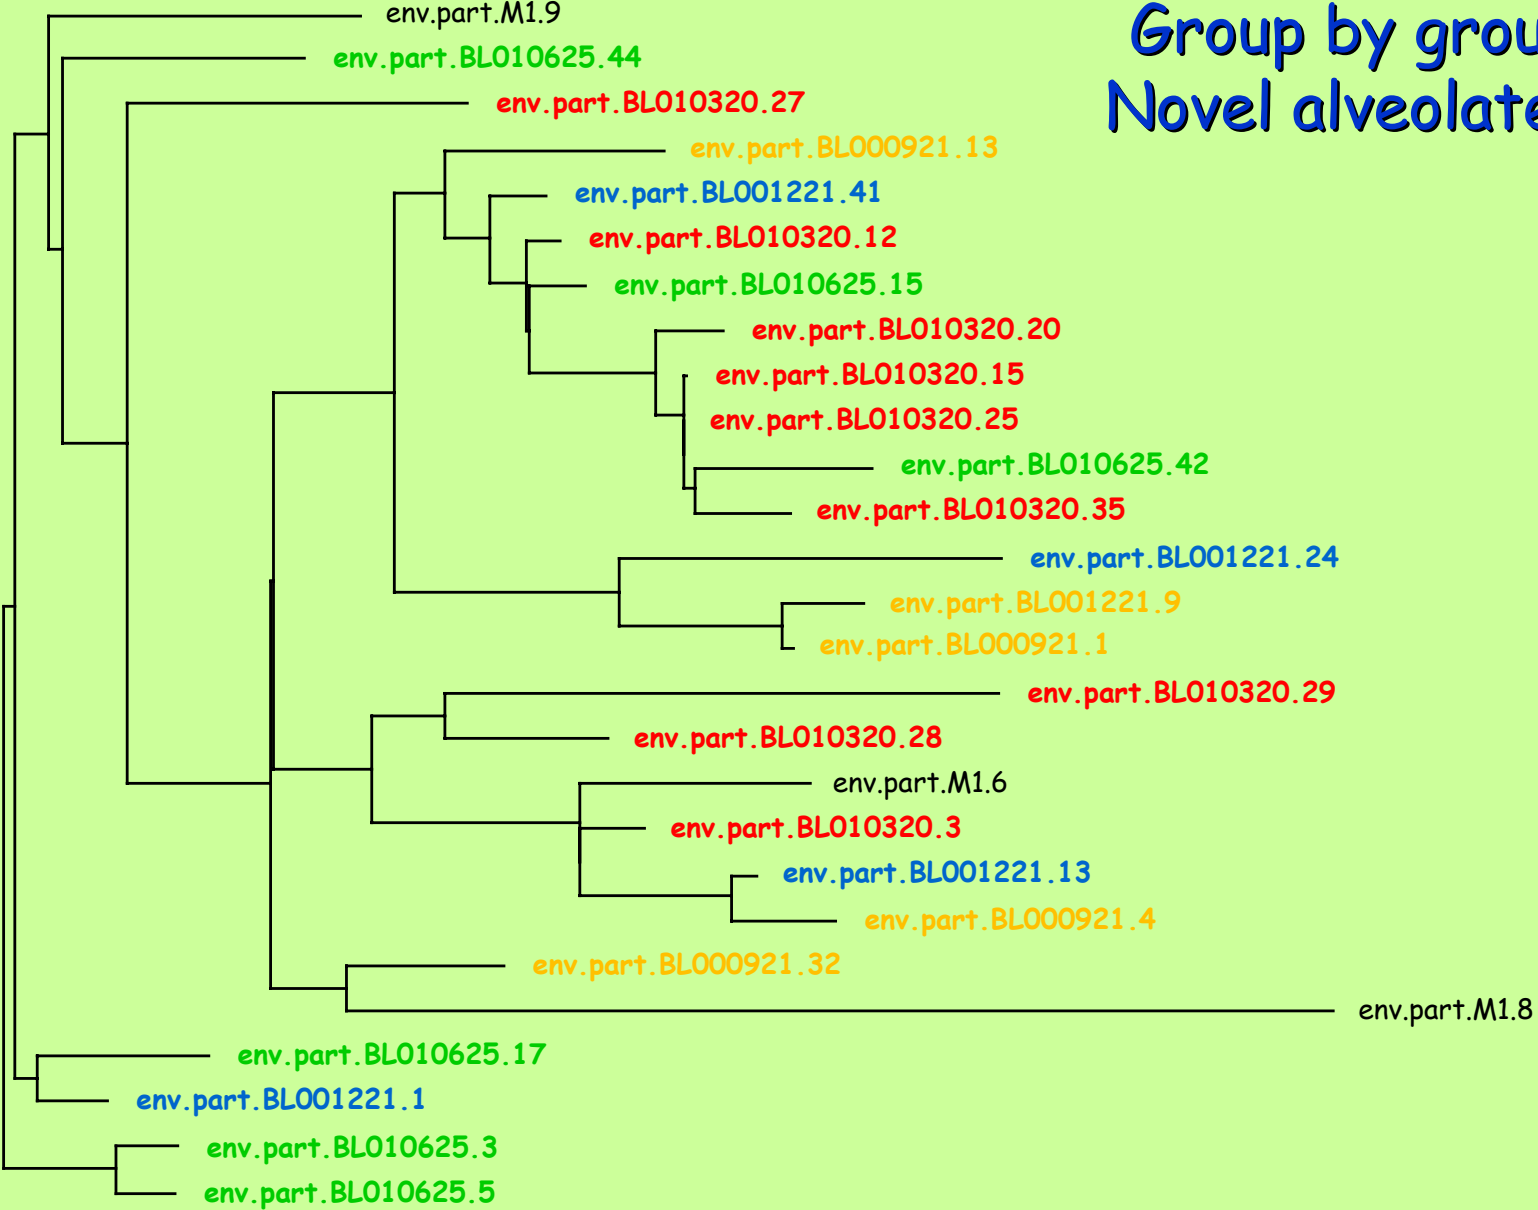 Group by grou
Novel alveolate
env.part.M1.9
env.part.BL010625.44
env.part.BL010320.27
env.part.BL000921.13
env.part.BL001221.41
env.part.BL010320.12
env.part.BL010625.15
env.part.BL010320.20
env.part.BL010320.15
env.part.BL010320.25
env.part.BL010625.42
env.part.BL010320.35
env.part.BL001221.24
env.part.BL001221.9
env.part.BL000921.1
env.part.BL010320.29
env.part.BL010320.28
env.part.M1.6
env.part.BL010320.3
env.part.BL001221.13
env.part.BL000921.4
env.part.BL000921.32
env.part.M1.8
env.part.BL010625.17
env.part.BL001221.1
env.part.BL010625.3
env.part.BL010625.5